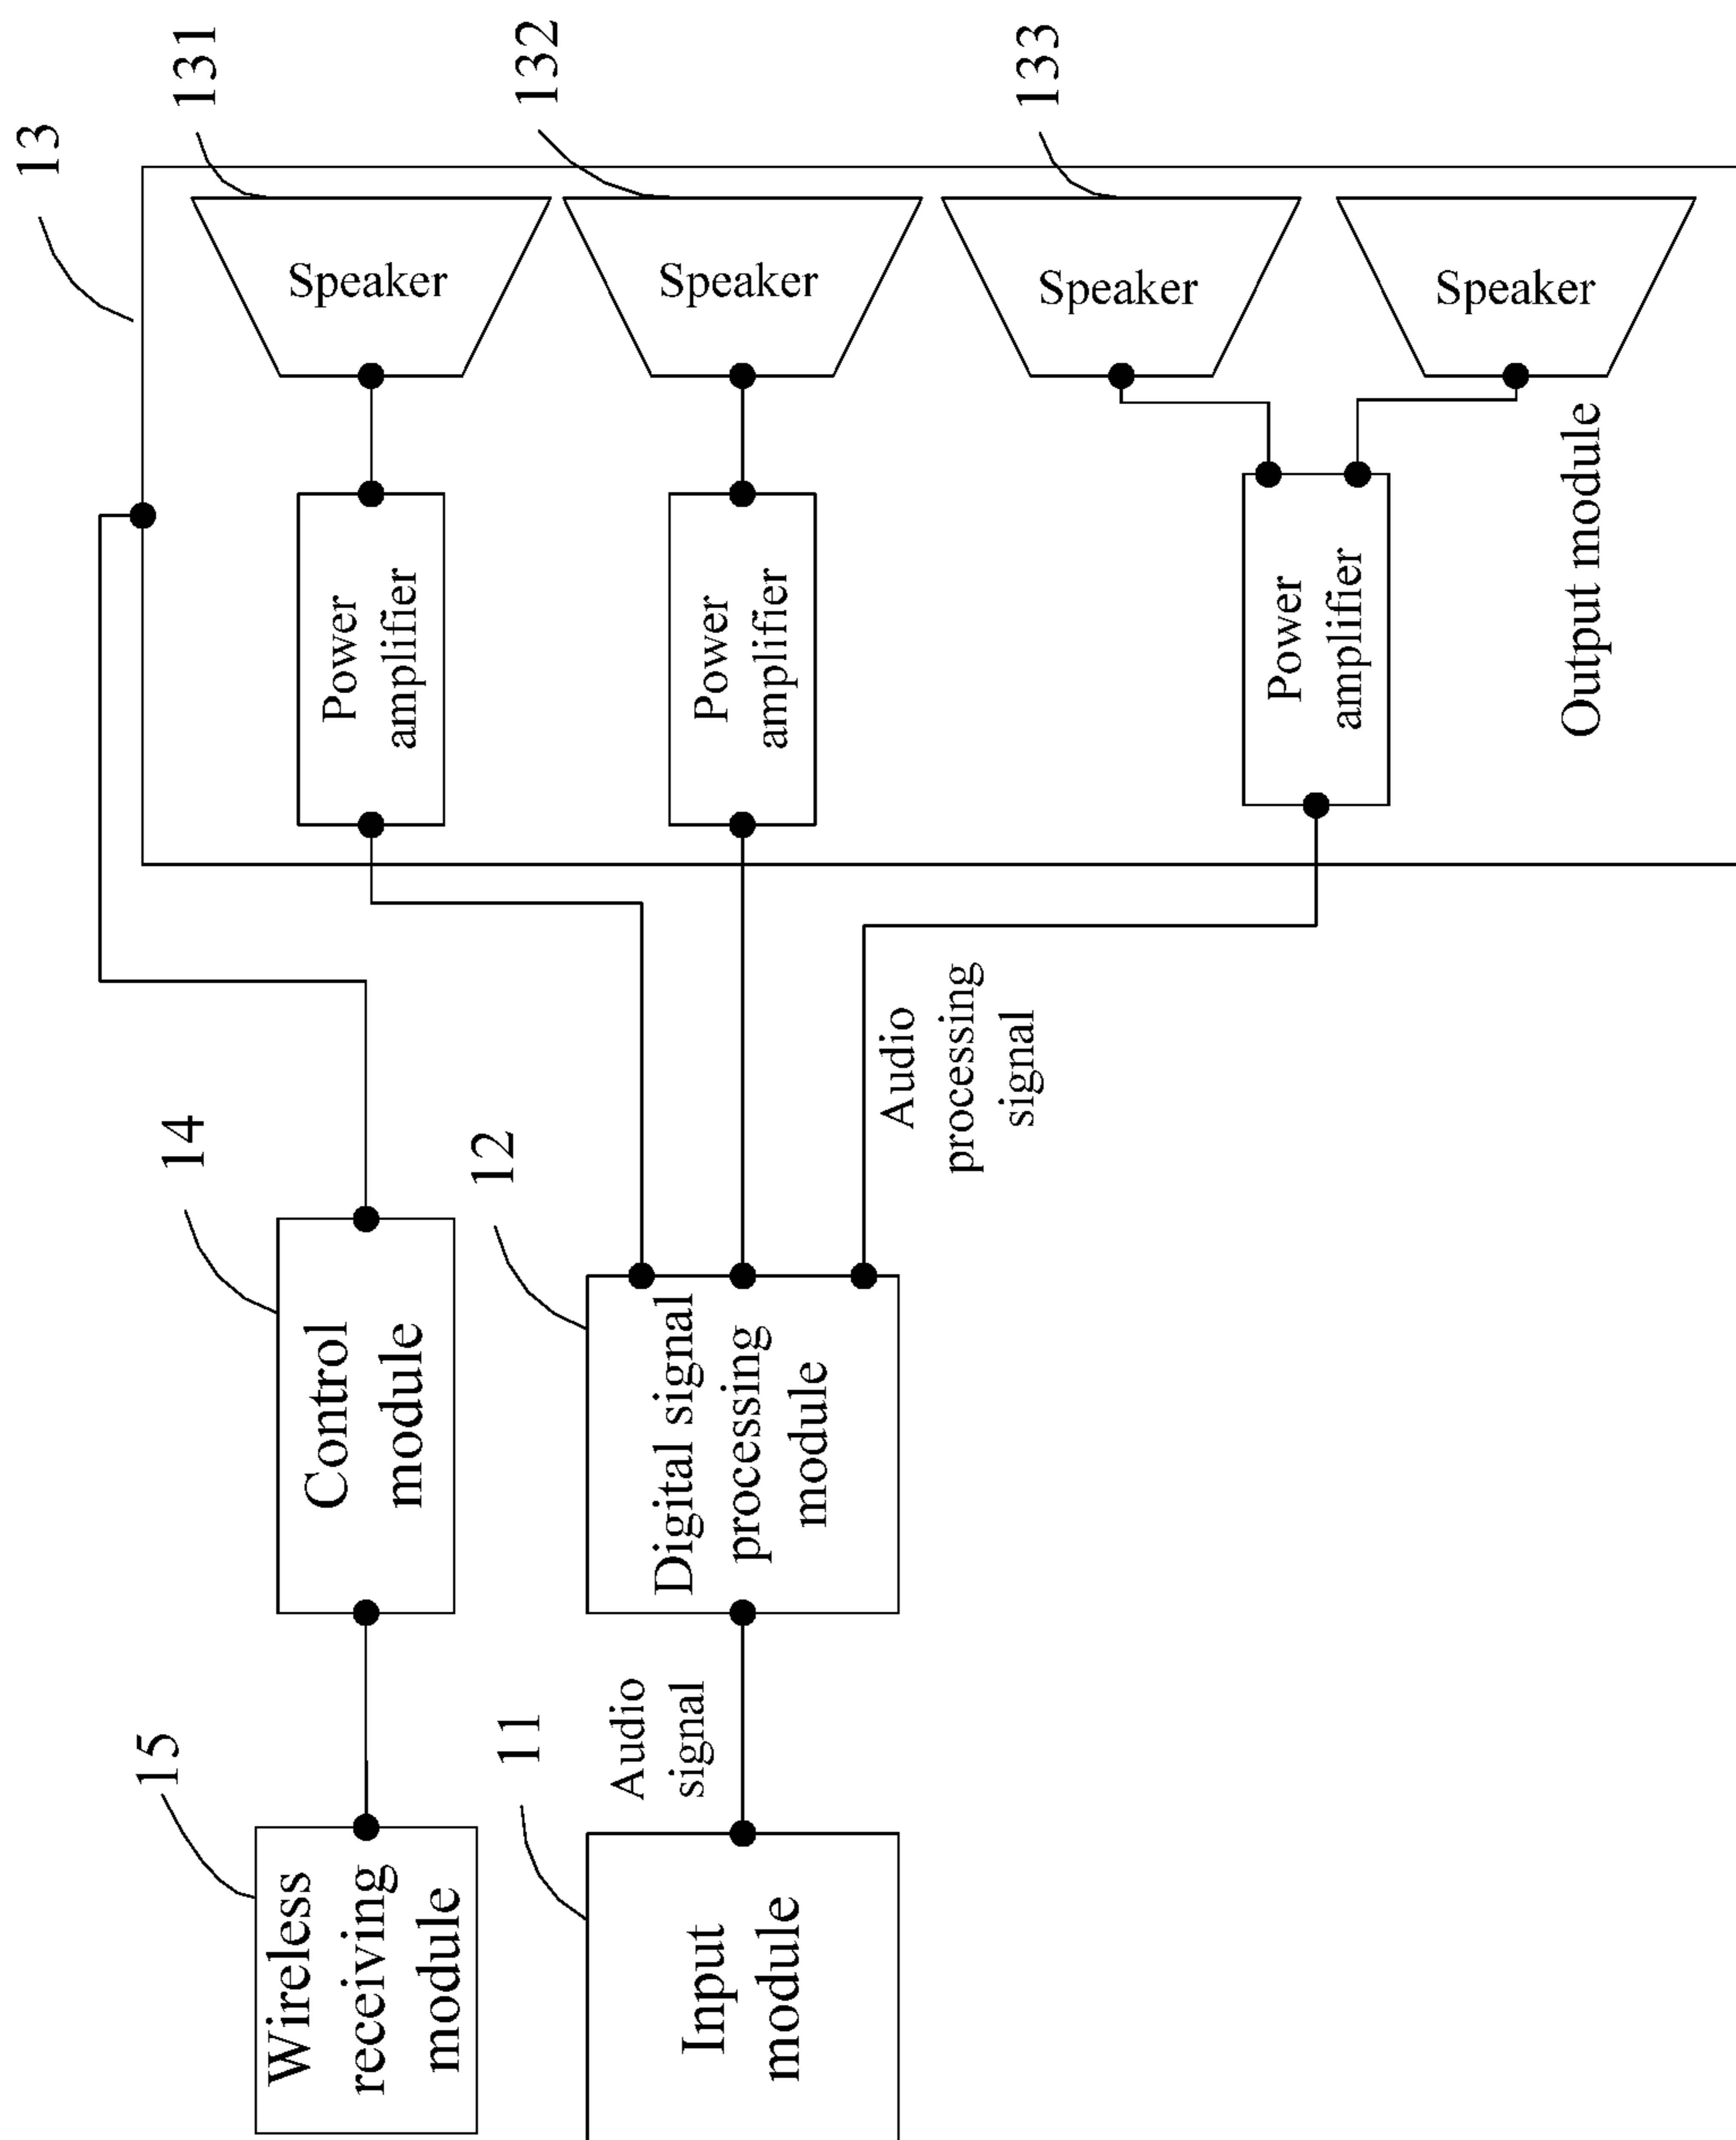 13
131
132
133
Speaker
Speaker
Speaker
Speaker
Power
amplifier
Power
amplifier
Power
amplifier
Output module
Audio
processing
signal
14
Control
module
12
Digital signal
processing
module
15
Wireless
receiving
module
11
Audio
signal
Input
module